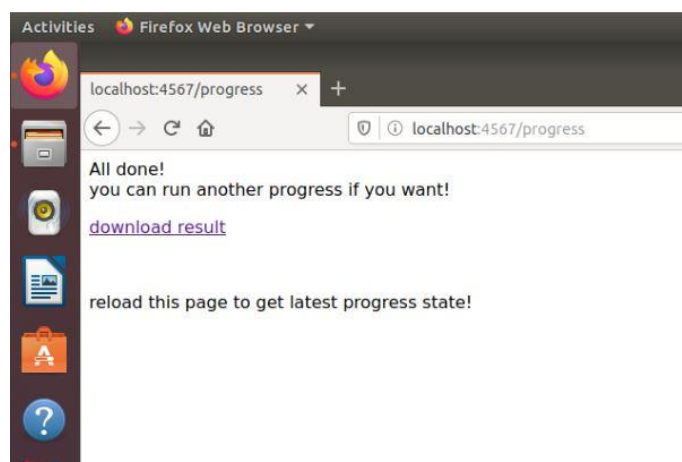 Activities Firefox Web Browser
localhost:4567/progress
localhost:4567/progress
All done!
you can run another progress if you want!
download result
reload this page to get latest progress state!